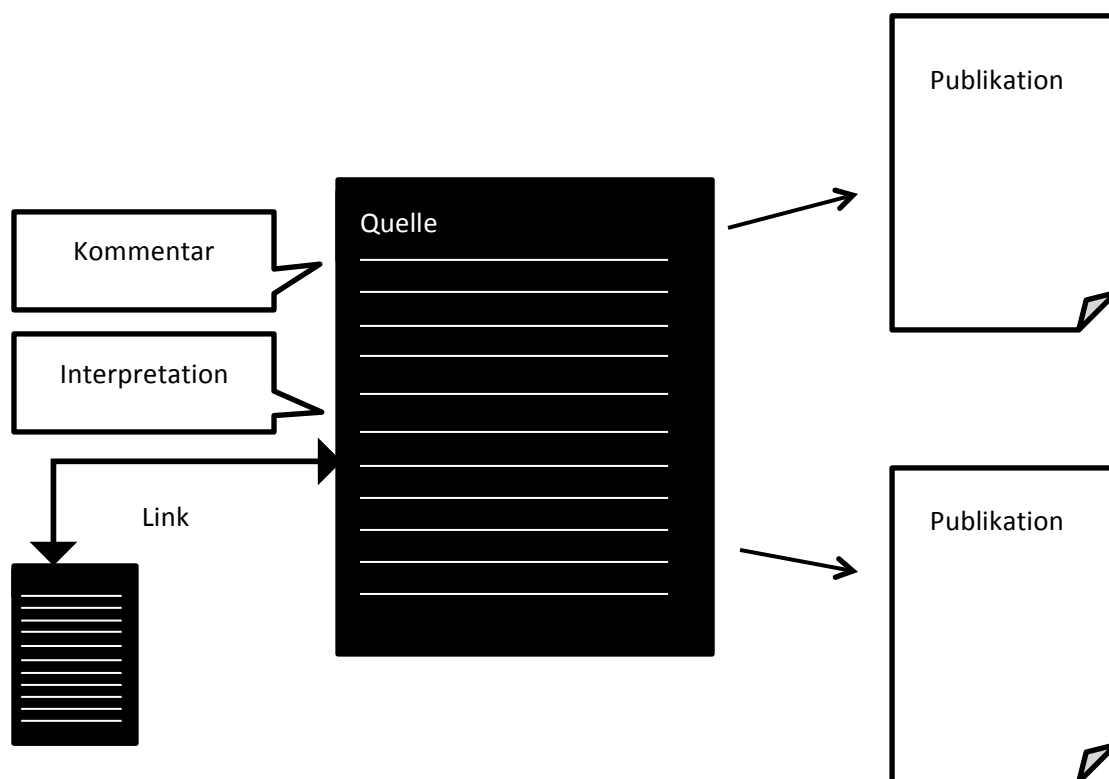 Publikation
Quelle
Kommentar
Interpretation
Link
Publikation